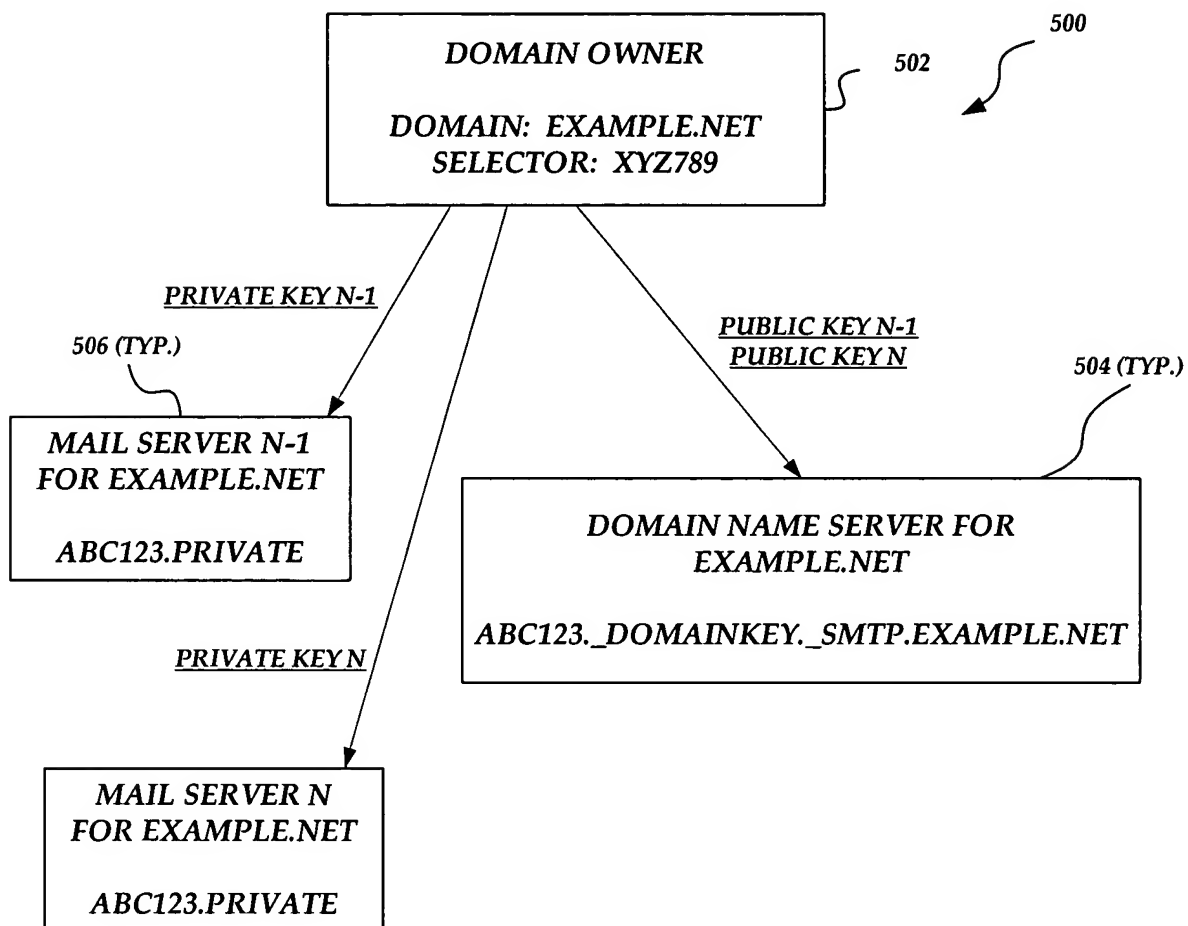 500
DOMAIN OWNER
502
DOMAIN: EXAMPLE.NET
SELECTOR: XYZ789
PRIVATE KEY N-1
PUBLIC KEY N-1
PUBLIC KEY N
506 (TYP.)
504 (TYP.)
MAIL SERVER N-1
FOR EXAMPLE.NET
ABC123.PRIVATE
DOMAIN NAME SERVER FOR
EXAMPLE.NET
ABC123._DOMAINKEY._SMTP.EXAMPLE.NET
PRIVATE KEY N
MAIL SERVER N
FOR EXAMPLE.NET
ABC123.PRIVATE